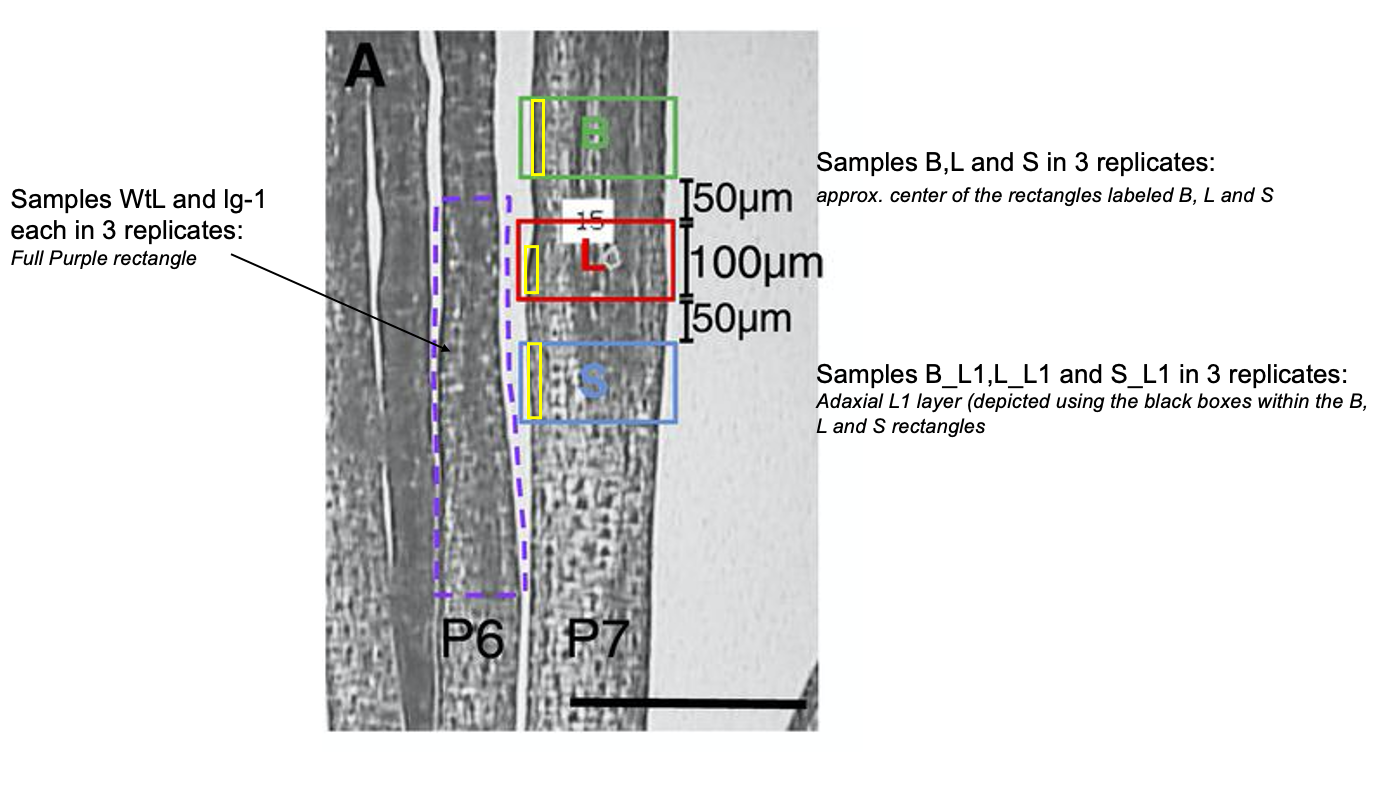 A
Samples WtL and lg-1
each in 3 replicates:
Full Purple rectangle
B
50µm
15
L
100µm
50µm
S
P6
P7
Samples B,L and S in 3 replicates:
approx. center of the rectangles labeled B, L and S
Samples B_L1,L_L1 and S_L1 in 3 replicates:
Adaxial L1 layer (depicted using the black boxes within the B,
L and S rectangles